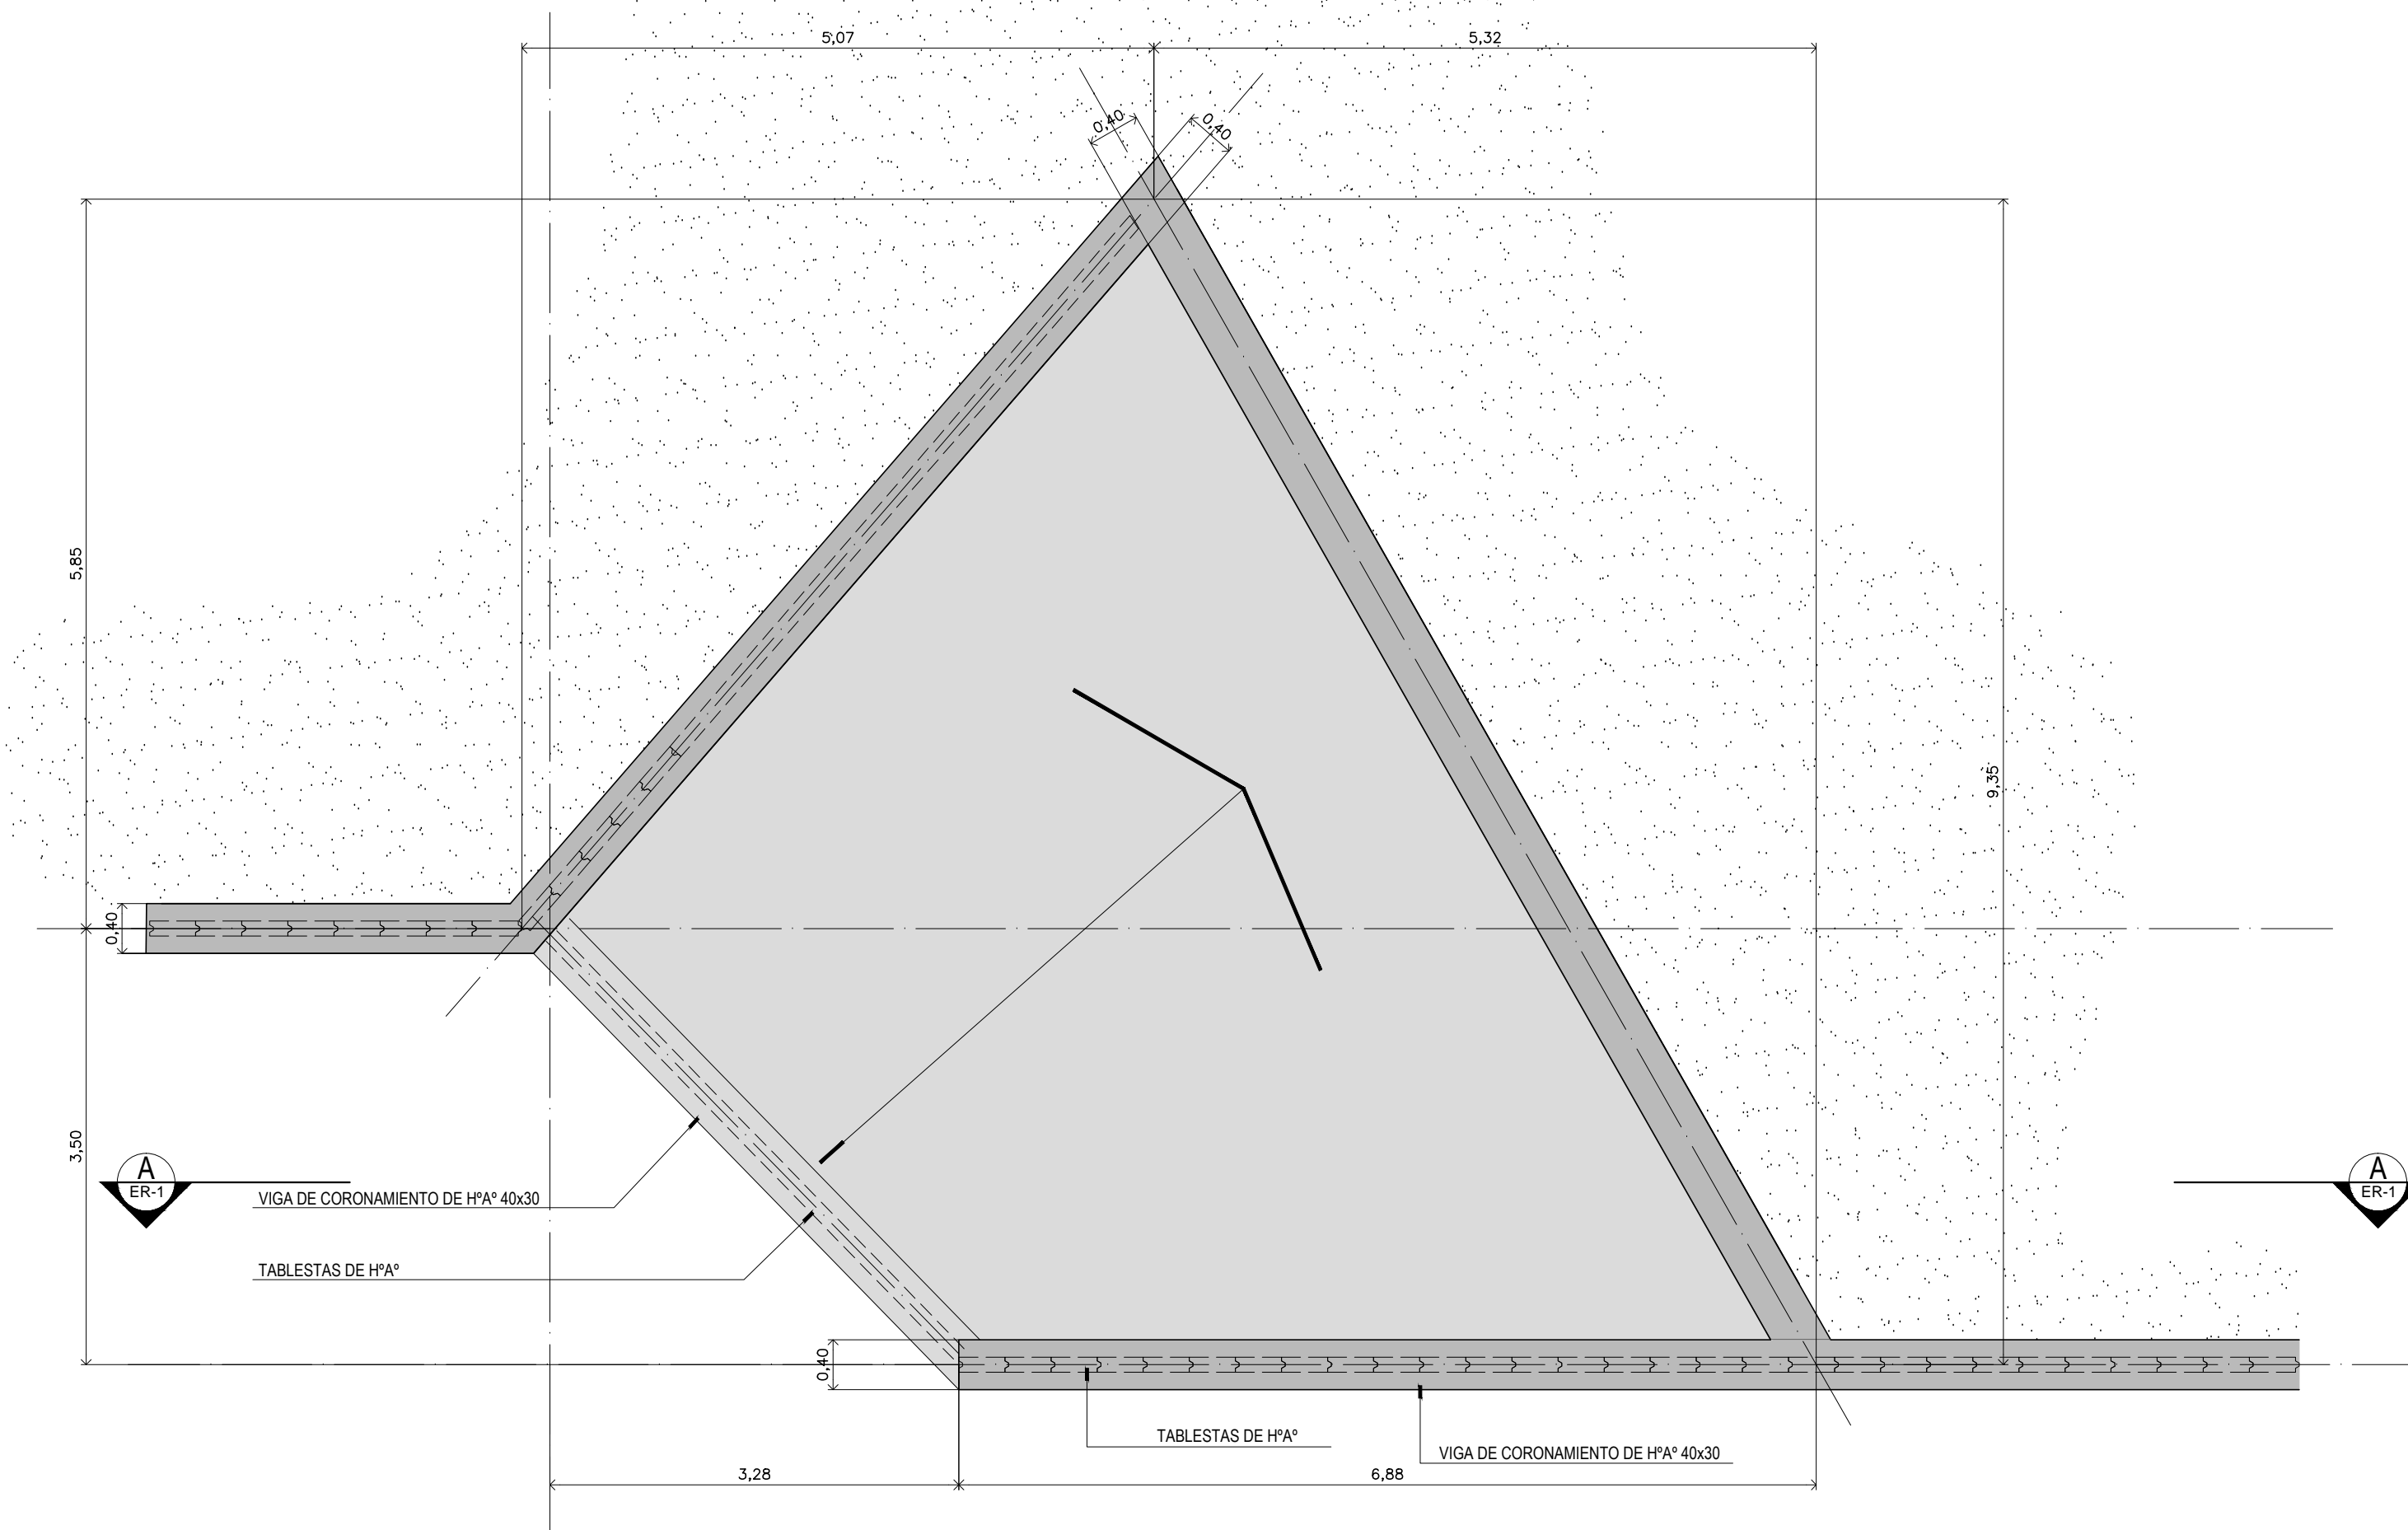 5,07
5,32
0,40
0,40
5,85
9,35
0,40
3,50
A
ER-1
A
ER-1
VIGA DE CORONAMIENTO DE HºAº 40x30
TABLESTAS DE HºAº
0,40
TABLESTAS DE HºAº
VIGA DE CORONAMIENTO DE HºAº 40x30
3,28
6,88